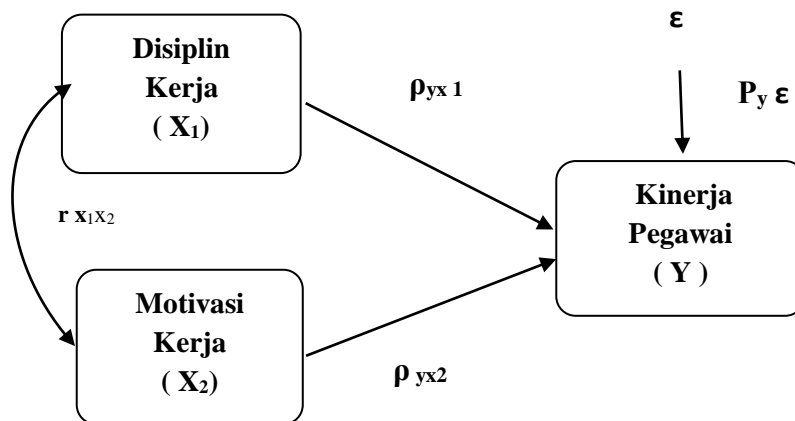 Disiplin
Kerja
( X₁)
ε
ρyx 1
Py ε
r x₁x₂
Kinerja
Pegawai
( Y )
Motivasi
Kerja
( X₂)
ρ yx2